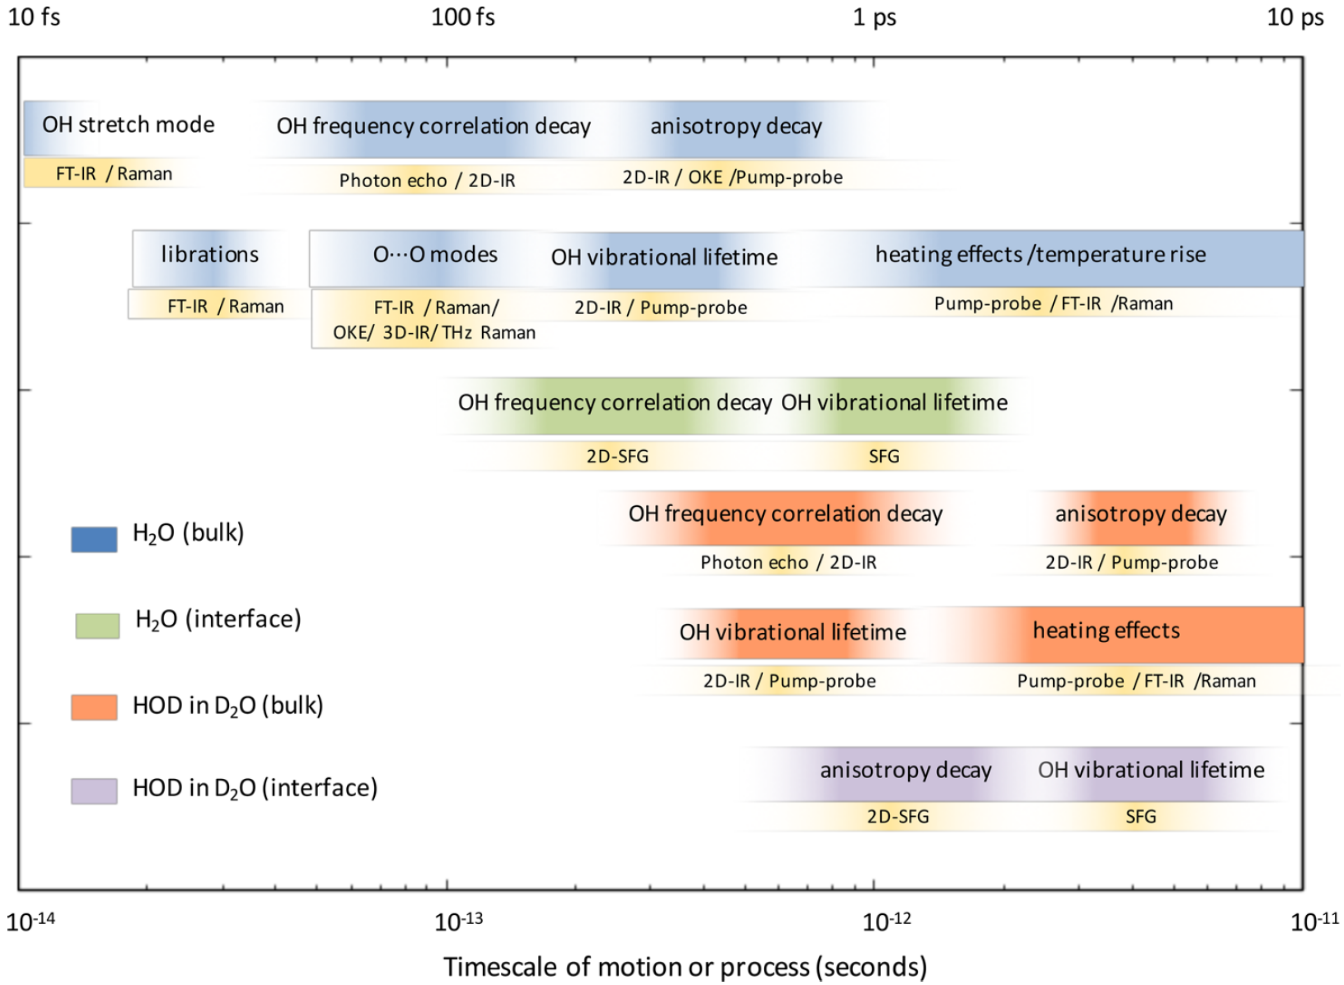 10 fs 100 fs 1 ps 10 ps
OH stretch mode OH frequency correlation decay anisotropy decay
FT-IR / Raman Photon echo / 2D-IR 2D-IR / OKE /Pump-probe
librations O···O modes OH vibrational lifetime heating effects /temperature rise
FT-IR / Raman FT-IR / Raman/ 2D-IR / Pump-probe Pump-probe / FT-IR /Raman
OKE/ 3D-IR/ THz Raman
OH frequency correlation decay OH vibrational lifetime
2D-SFG SFG
OH frequency correlation decay anisotropy decay
H₂O (bulk)
Photon echo / 2D-IR 2D-IR / Pump-probe
H₂O (interface)
OH vibrational lifetime heating effects
2D-IR / Pump-probe Pump-probe / FT-IR /Raman
HOD in D₂O (bulk)
anisotropy decay OH vibrational lifetime
HOD in D₂O (interface)
2D-SFG SFG
10⁻¹⁴ 10⁻¹³ 10⁻¹² 10⁻¹¹
Timescale of motion or process (seconds)